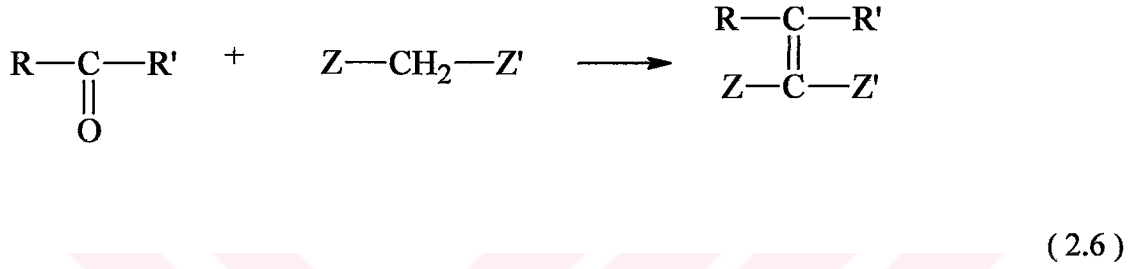 R—C—R' + Z—CH₂—Z' ⟶ R—C—R'
|| ||
O Z—C—Z'
( 2.6 )